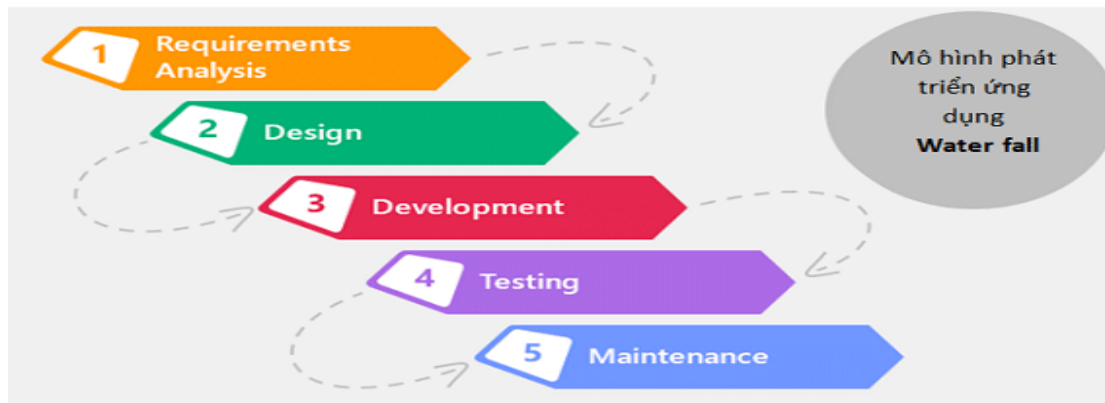 1
Requirements
Analysis
2
Design
3
Development
4
Testing
5
Maintenance
Mô hình phát
triển ứng
dụng
Water fall